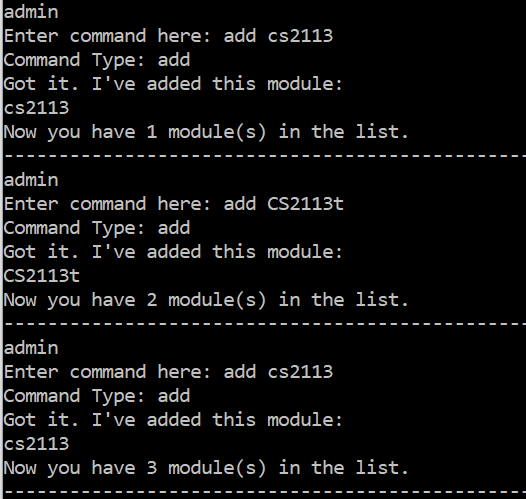 admin
Enter command here: add cs2113
Command Type: add
Got it. I've added this module:
cs2113
Now you have 1 module(s) in the list.
------------------------------------------------
admin
Enter command here: add CS2113t
Command Type: add
Got it. I've added this module:
CS2113t
Now you have 2 module(s) in the list.
------------------------------------------------
admin
Enter command here: add cs2113
Command Type: add
Got it. I've added this module:
cs2113
Now you have 3 module(s) in the list.
------------------------------------------------